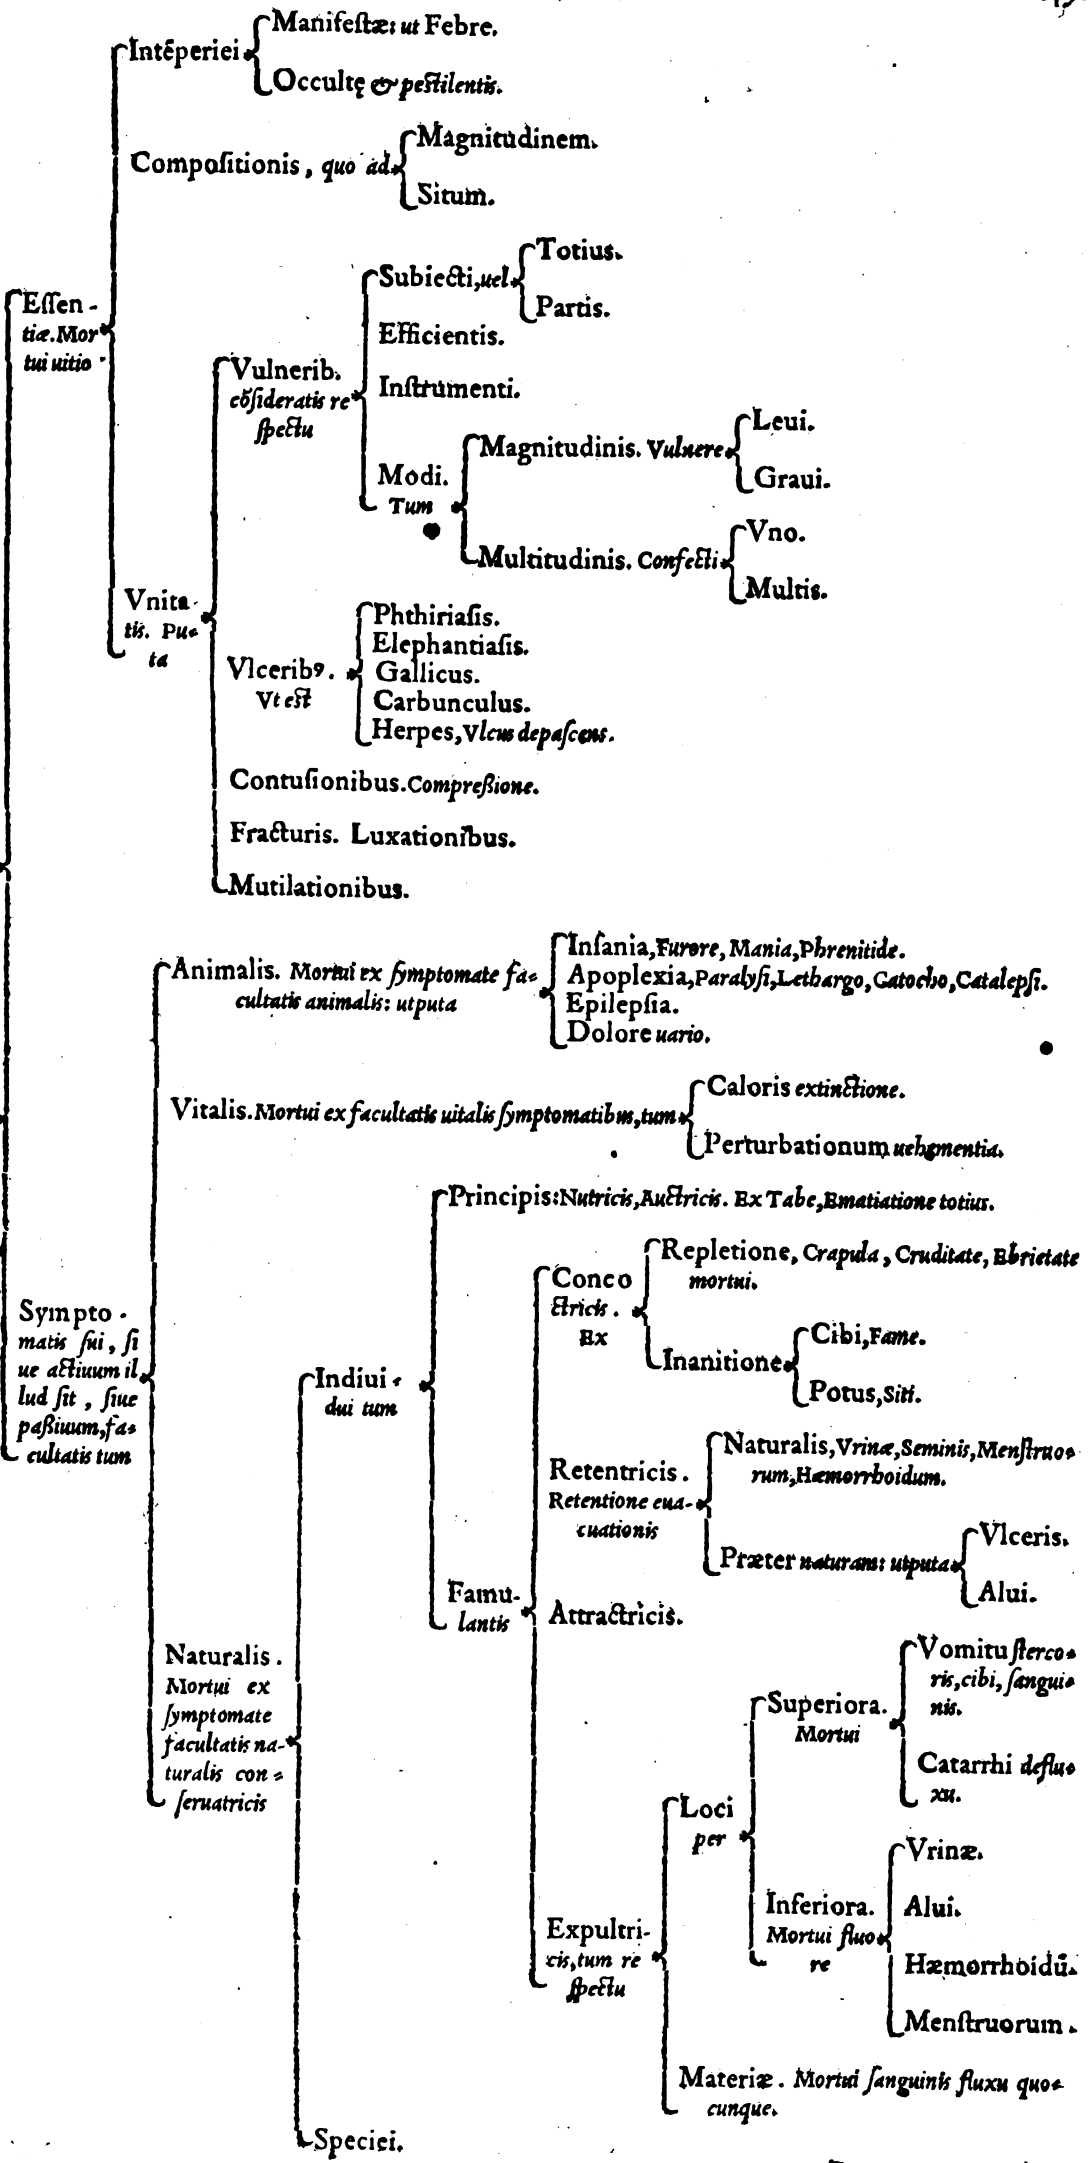 Manifeſtæ: ut Febre.
Intēperiei
Occultę & peſtilentis.
Magnitudinem.
Compoſitionis, quo ad
Situm.
Totius.
Subiecti, uel
Partis.
Eſſen-
tiæ. Mor
tui uitio
Efficientis.
Vulnerib.
cōſideratis re
ſpectu
Inſtrumenti.
Leui.
Magnitudinis. Vulnere
Graui.
Modi.
Tum
Vno.
Multitudinis. Confecti
Multis.
Vnita-
tis. Pu-
ta
Phthiriaſis.
Elephantiaſis.
Vlceribꝰ.
Vt eſt
Gallicus.
Carbunculus.
Herpes, Vlcus depaſcens.
Contuſionibus. Compreßione.
Fracturis. Luxationibus.
Mutilationibus.
Inſania, Furore, Mania, Phrenitide.
Animalis. Mortui ex ſymptomate fa-
cultatis animalis: utputa
Apoplexia, Paralyſi, Lethargo, Catocho, Catalepſi.
Epilepſia.
Dolore uario.
Caloris extinctione.
Vitalis. Mortui ex facultatis uitalis ſymptomatibus, tum
Perturbationum uehementia.
Principis: Nutricis, Auctricis. Ex Tabe, Ematiatione totius.
Repletione, Crapula, Cruditate, Ebrietate
mortui.
Conco
ctricis.
Ex
Sympto-
matis ſui, ſi
ue actiuum il
lud ſit, ſiue
paßiuum, fa-
cultatis tum
Cibi, Fame.
Inanitione
Potus, Siti.
Indiui-
dui tum
Naturalis, Vrinæ, Seminis, Menſtruo-
rum, Hæmorrhoidum.
Retentricis.
Retentione eua-
cuationis
Vlceris.
Præter naturam: utputa
Alui.
Famu-
lantis
Attractricis.
Naturalis.
Mortui ex
ſymptomate
facultatis na-
turalis con-
ſeruatricis
Vomitu ſterco-
ris, cibi, ſangui-
nis.
Superiora.
Mortui
Catarrhi deflu-
xu.
Loci
per
Vrinæ.
Inferiora.
Mortui fluo-
re
Alui.
Hæmorrhoidū.
Menſtruorum.
Expultri-
cis, tum re
ſpectu
Materiæ. Mortui ſanguinis fluxu quo-
cunque.
Speciei.